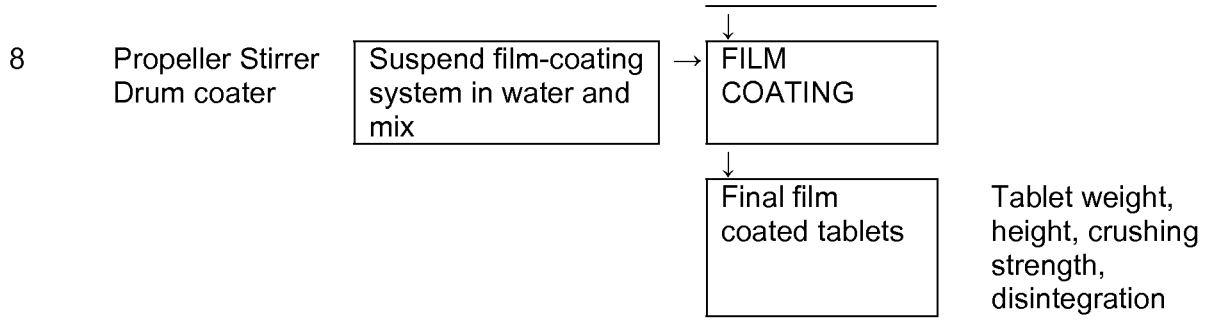 ↓
8 Propeller Stirrer Suspend film-coating → FILM
Drum coater system in water and COATING
mix
↓
Final film Tablet weight,
coated tablets height, crushing
strength,
disintegration